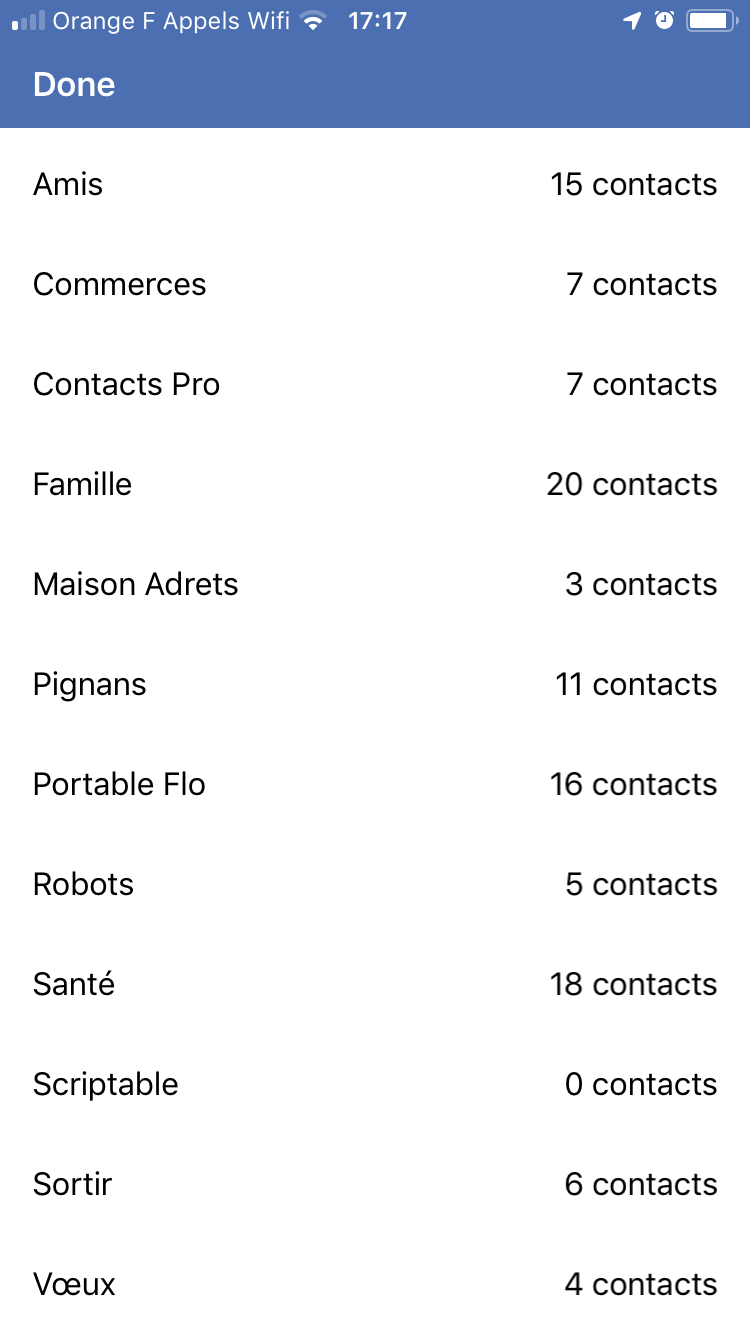 Orange F Appels Wifi 17:17
Done
Amis 15 contacts
Commerces 7 contacts
Contacts Pro 7 contacts
Famille 20 contacts
Maison Adrets 3 contacts
Pignans 11 contacts
Portable Flo 16 contacts
Robots 5 contacts
Santé 18 contacts
Scriptable 0 contacts
Sortir 6 contacts
Vœux 4 contacts